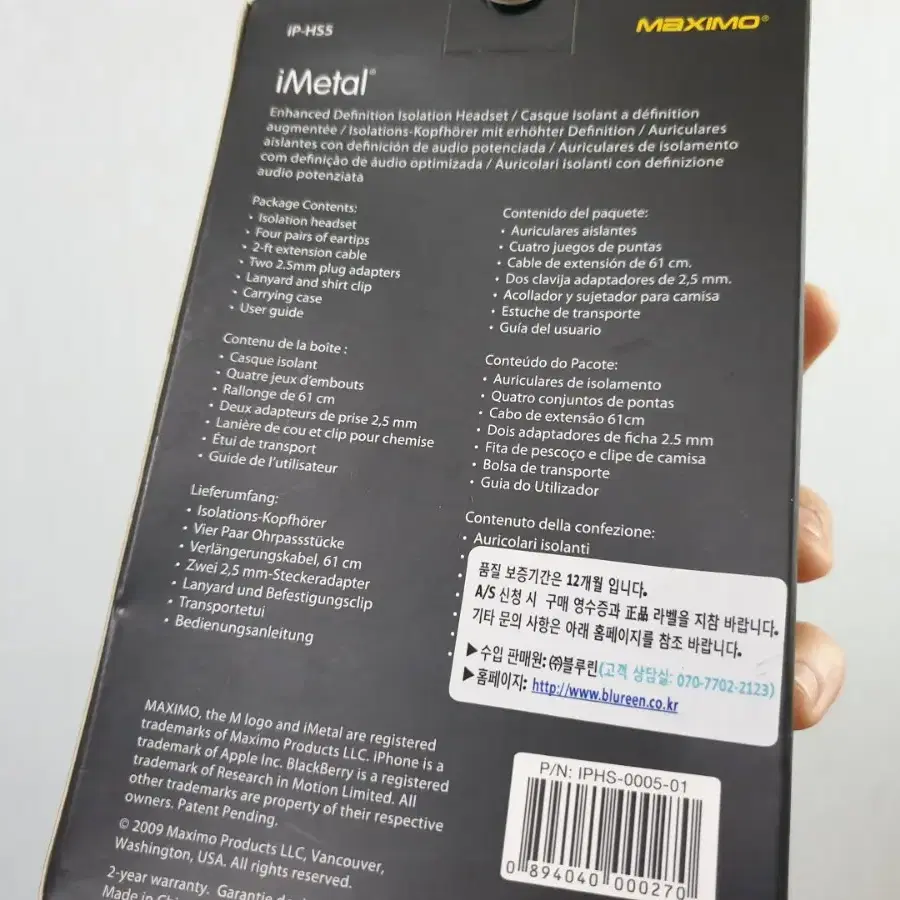 iP-HS5
MAXIMO®
iMetal®
Enhanced Definition Isolation Headset / Casque Isolant a définition
augmentée / Isolations-Kopfhörer mit erhöhter Definition / Auriculares
aislantes con definición de audio potenciada / Auriculares de isolamento
com definição de áudio optimizada / Auricolari isolanti con definizione
audio potenziata
Package Contents:
• Isolation headset
• Four pairs of eartips
• 2-ft extension cable
• Two 2.5mm plug adapters
• Lanyard and shirt clip
• Carrying case
• User guide
Contenu de la boîte :
• Casque isolant
• Quatre jeux d'embouts
• Rallonge de 61 cm
• Deux adapteurs de prise 2,5 mm
• Lanière de cou et clip pour chemise
• Étui de transport
• Guide de l'utilisateur
Lieferumfang:
• Isolations-Kopfhörer
• Vier Paar Ohrpassstücke
• Verlängerungskabel, 61 cm
• Zwei 2,5 mm-Steckeradapter
• Lanyard und Befestigungsclip
• Transportetui
• Bedienungsanleitung
Contenido del paquete:
• Auriculares aislantes
• Cuatro juegos de puntas
• Cable de extensión de 61 cm.
• Dos clavija adaptadores de 2,5 mm.
• Acollador y sujetador para camisa
• Estuche de transporte
• Guía del usuario
Conteúdo do Pacote:
• Auriculares de isolamento
• Quatro conjuntos de pontas
• Cabo de extensão 61cm
• Dois adaptadores de ficha 2.5 mm
• Fita de pescoço e clipe de camisa
• Bolsa de transporte
• Guia do Utilizador
Contenuto della confezione:
• Auricolari isolanti
품질 보증기간은 12개월 입니다.
A/S 신청 시 구매 영수증과 正品 라벨을 지참 바랍니다.
기타 문의 사항은 아래 홈페이지를 참조 바랍니다.
▶수입 판매원: ㈜블루린(고객 상담실: 070-7702-2123)
▶홈페이지: http://www.blureen.co.kr
MAXIMO, the M logo and iMetal are registered
trademarks of Maximo Products LLC. iPhone is a
trademark of Apple Inc. BlackBerry is a registered
trademark of Research in Motion Limited. All
other trademarks are property of their respective
owners. Patent Pending.
© 2009 Maximo Products LLC, Vancouver,
Washington, USA. All rights reserved.
2-year warranty. Garantie de
Made in
P/N: IPHS-0005-01
0 894040 000270